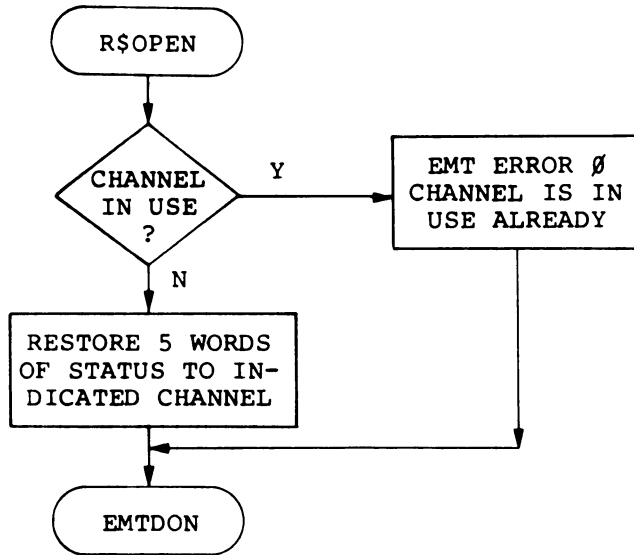 R$OPEN
CHANNEL
IN USE
?
Y
EMT ERROR Ø
CHANNEL IS IN
USE ALREADY
N
RESTORE 5 WORDS
OF STATUS TO IN-
DICATED CHANNEL
EMTDON